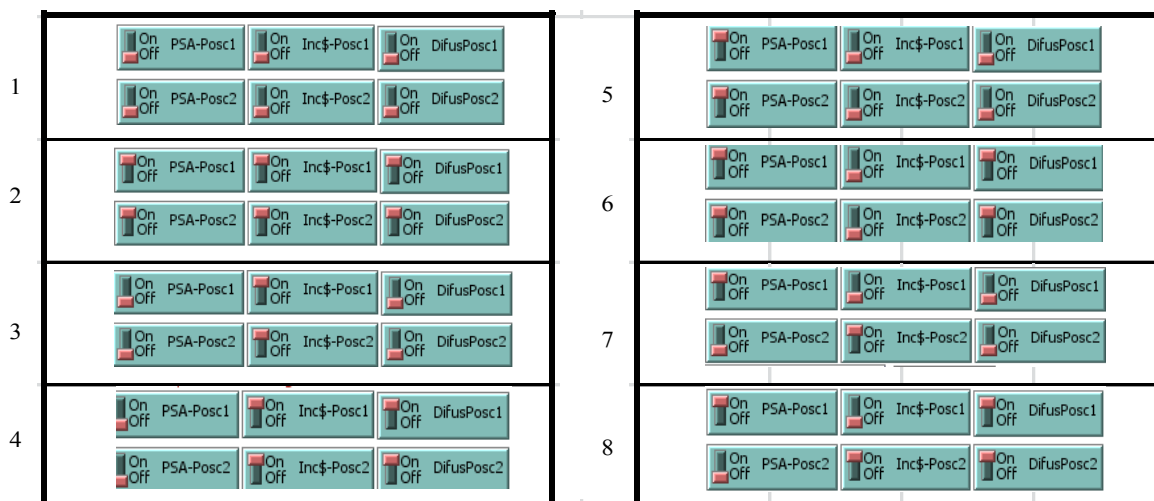 1
On Off PSA-Posc1 On Off Inc$-Posc1 On Off DifusPosc1
On Off PSA-Posc2 On Off Inc$-Posc2 On Off DifusPosc2
2
On Off PSA-Posc1 On Off Inc$-Posc1 On Off DifusPosc1
On Off PSA-Posc2 On Off Inc$-Posc2 On Off DifusPosc2
3
On Off PSA-Posc1 On Off Inc$-Posc1 On Off DifusPosc1
On Off PSA-Posc2 On Off Inc$-Posc2 On Off DifusPosc2
4
On Off PSA-Posc1 On Off Inc$-Posc1 On Off DifusPosc1
On Off PSA-Posc2 On Off Inc$-Posc2 On Off DifusPosc2
5
On Off PSA-Posc1 On Off Inc$-Posc1 On Off DifusPosc1
On Off PSA-Posc2 On Off Inc$-Posc2 On Off DifusPosc2
6
On Off PSA-Posc1 On Off Inc$-Posc1 On Off DifusPosc1
On Off PSA-Posc2 On Off Inc$-Posc2 On Off DifusPosc2
7
On Off PSA-Posc1 On Off Inc$-Posc1 On Off DifusPosc1
On Off PSA-Posc2 On Off Inc$-Posc2 On Off DifusPosc2
8
On Off PSA-Posc1 On Off Inc$-Posc1 On Off DifusPosc1
On Off PSA-Posc2 On Off Inc$-Posc2 On Off DifusPosc2